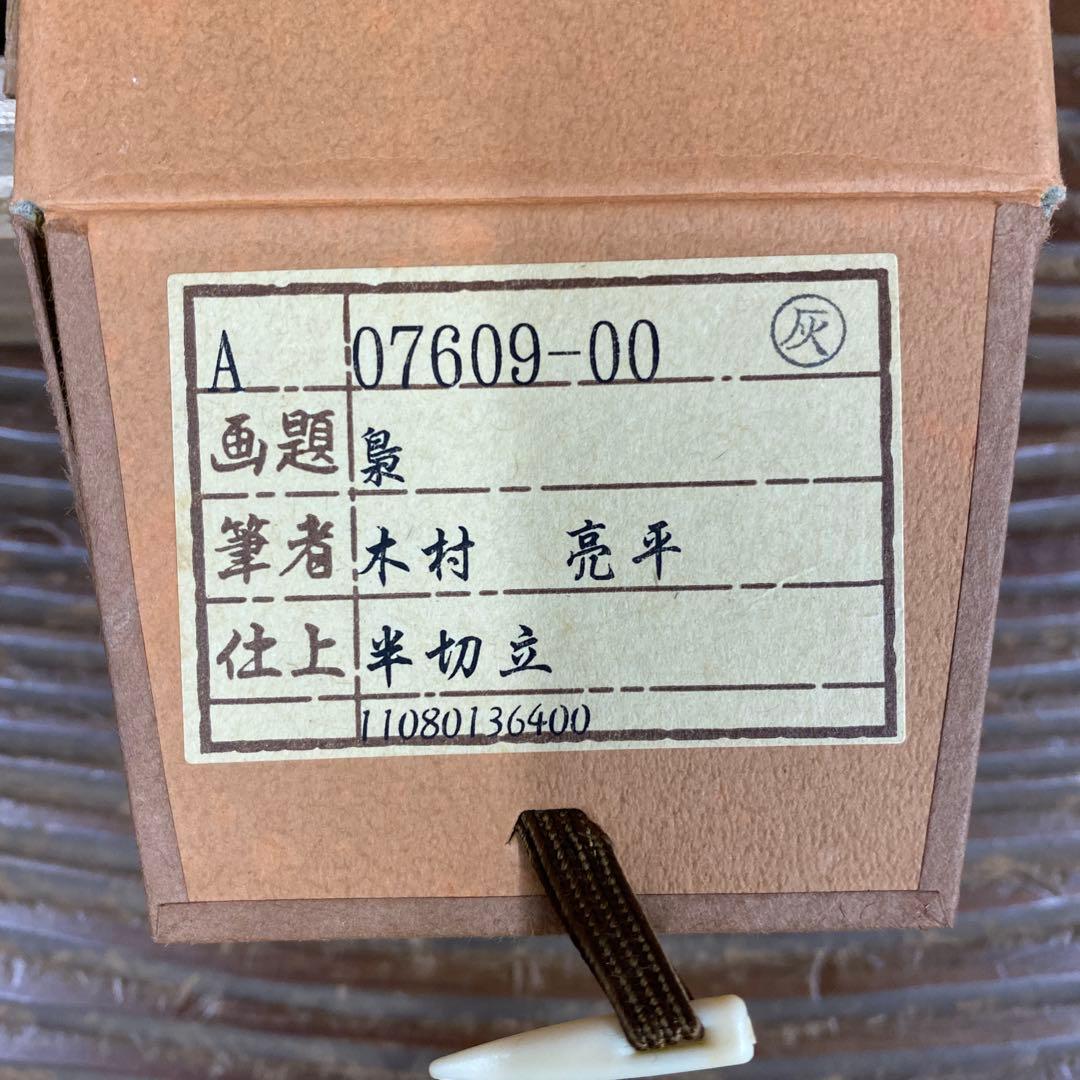 A 07609-00 灰
画題 梟
筆者 木村 亮平
仕上 半切立
11080136400